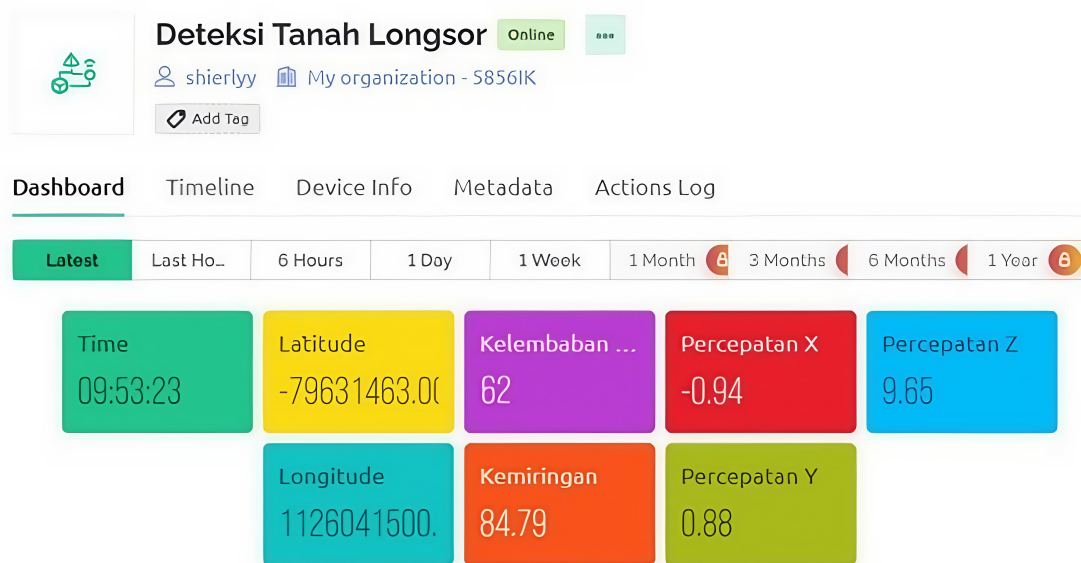 Deteksi Tanah Longsor Online
shierlyy My organization - 5856IK
Add Tag
Dashboard Timeline Device Info Metadata Actions Log
Latest Last Ho... 6 Hours 1 Day 1 Week 1 Month 3 Months 6 Months 1 Year
Time Latitude Kelembaban ... Percepatan X Percepatan Z
09:53:23 -79631463.0( 62 -0.94 9.65
Longitude Kemiringan Percepatan Y
1126041500. 84.79 0.88